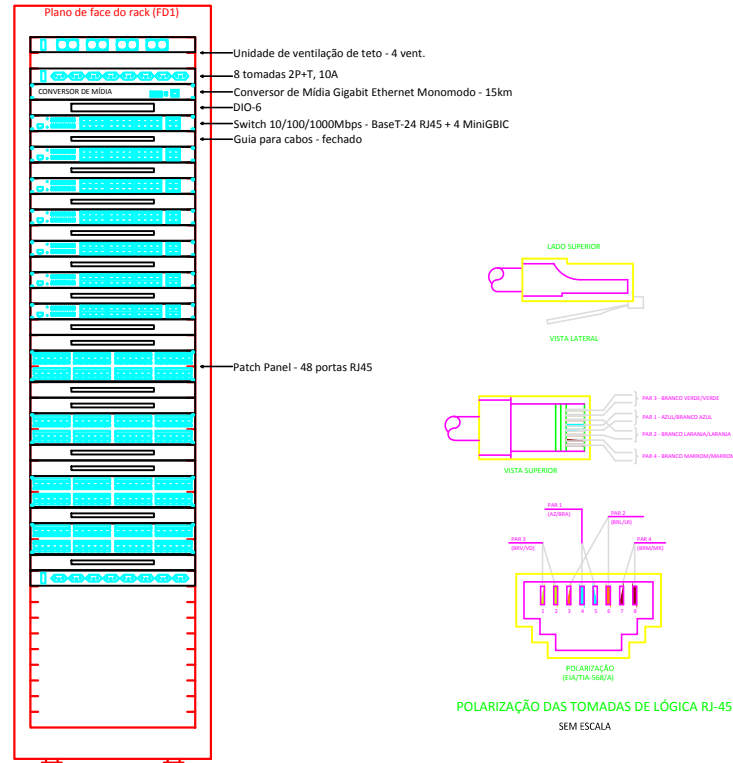 Plano de face do rack (FD1)
Unidade de ventilação de teto - 4 vent.
8 tomadas 2P+T, 10A
CONVERSOR DE MÍDIA
Conversor de Mídia Gigabit Ethernet Monomodo - 15km
DIO-6
Switch 10/100/1000Mbps - BaseT-24 RJ45 + 4 MiniGBIC
Guia para cabos - fechado
Patch Panel - 48 portas RJ45
LADO SUPERIOR
VISTA LATERAL
PAR 3 - BRANCO VERDE/VERDE
PAR 1 - AZUL/BRANCO AZUL
PAR 2 - BRANCO LARANJA/LARANJA
PAR 4 - BRANCO MARROM/MARROM
VISTA SUPERIOR
PAR 1
(AZ/BRA)
PAR 2
(BRL/LR)
PAR 3
(BRV/VD)
PAR 4
(BRM/MR)
1 2 3 4 5 6 7 8
POLARIZAÇÃO
(EIA/TIA-568/A)
POLARIZAÇÃO DAS TOMADAS DE LÓGICA RJ-45
SEM ESCALA